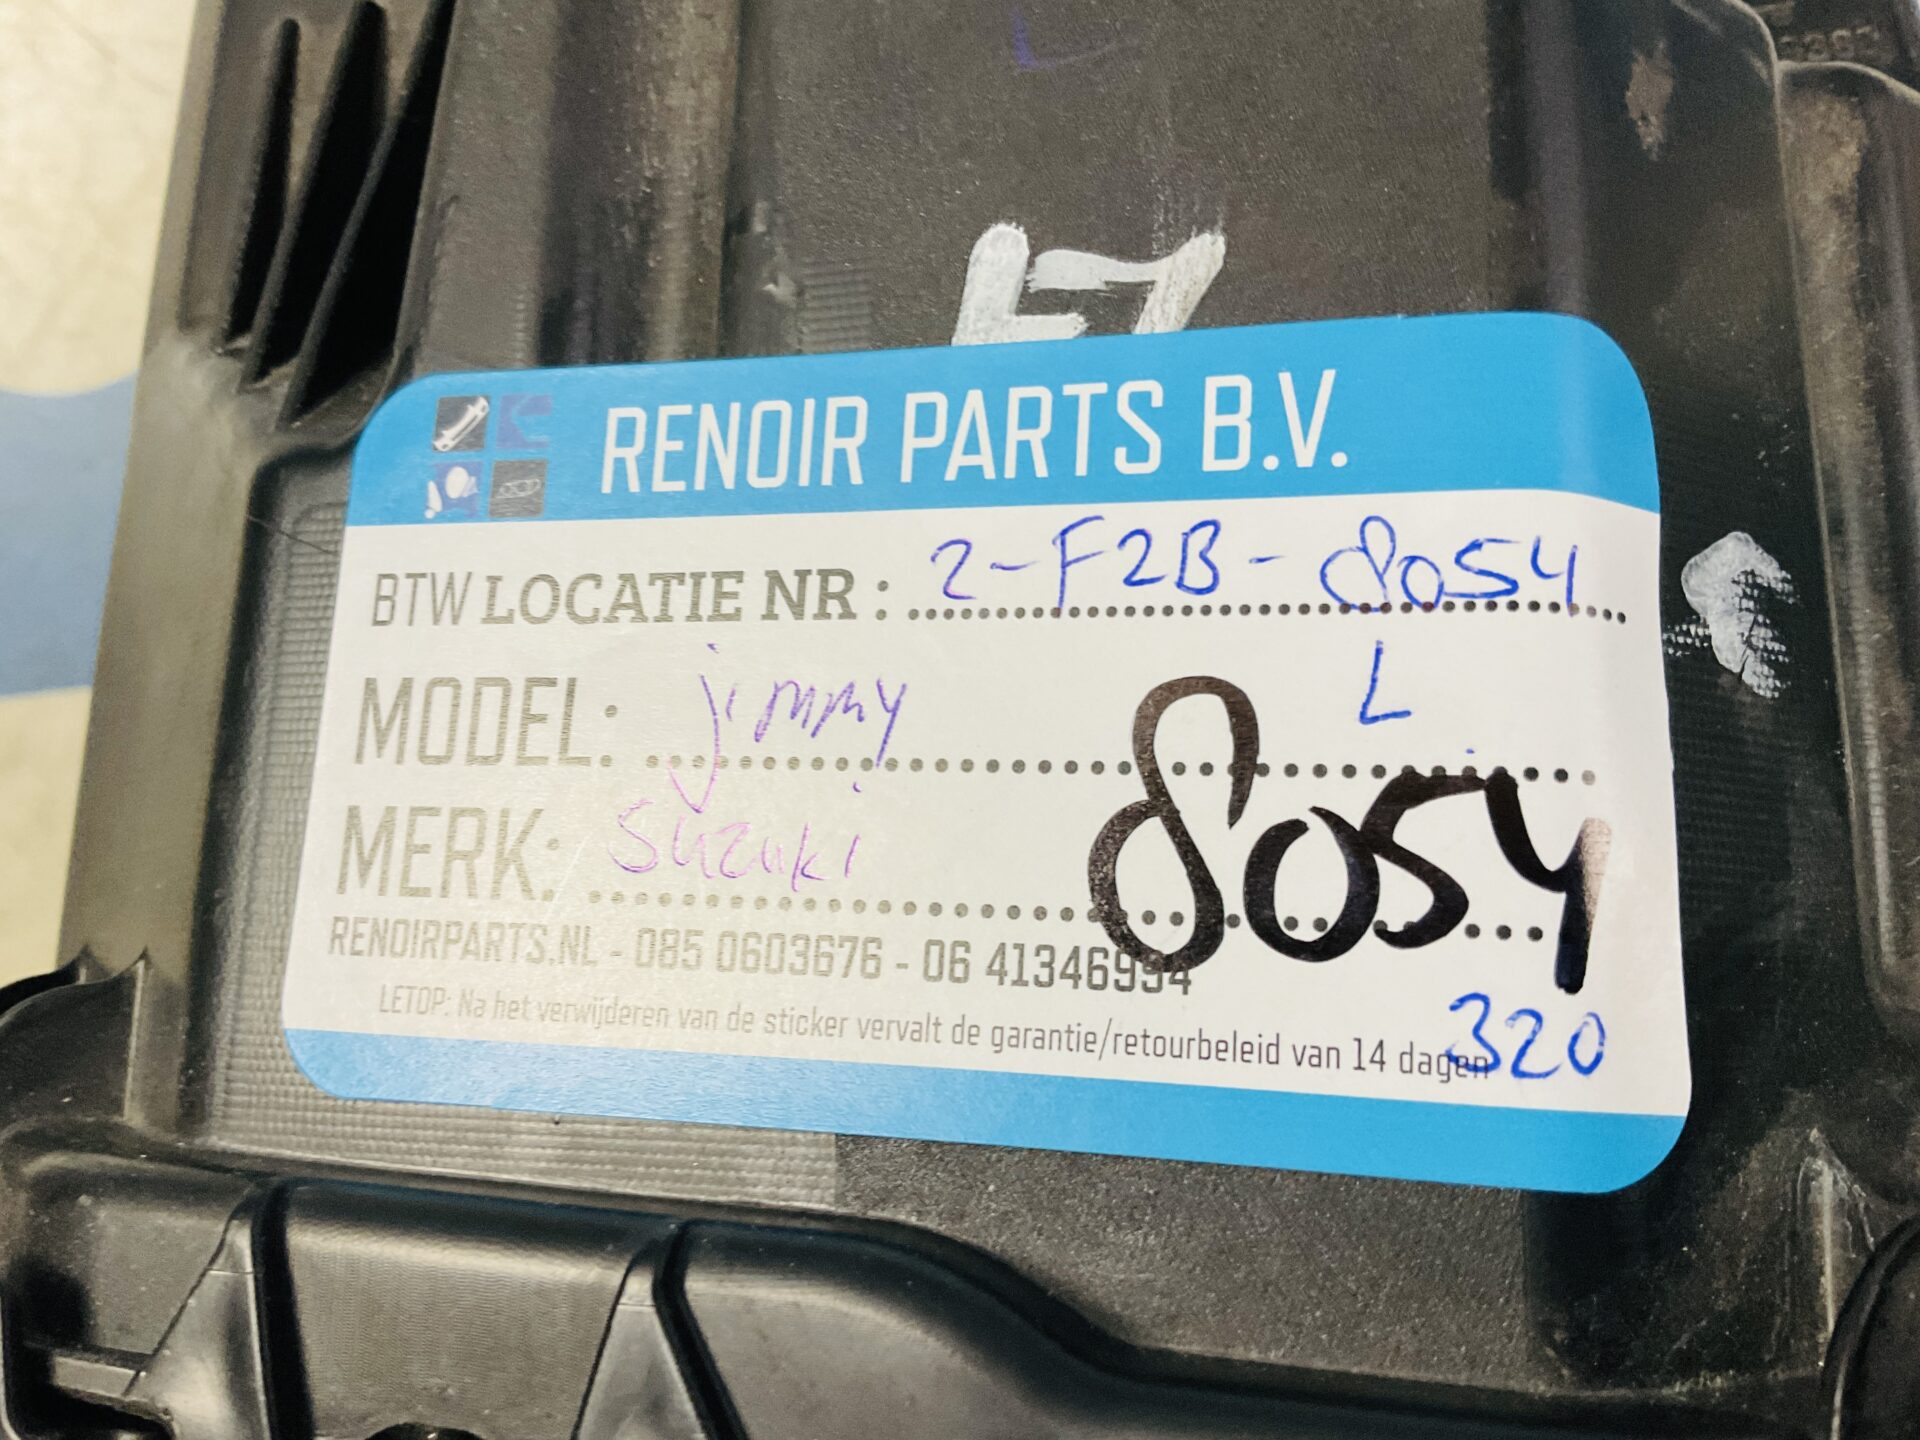 RENOIR PARTS B.V.
BTW LOCATIE NR : 2-F2B-8054
L
MODEL: jimmy
8054
MERK: Suzuki
RENOIRPARTS.NL - 085 0603676 - 06 41346994
LETOP: Na het verwijderen van de sticker vervalt de garantie/retourbeleid van 14 dagen
320